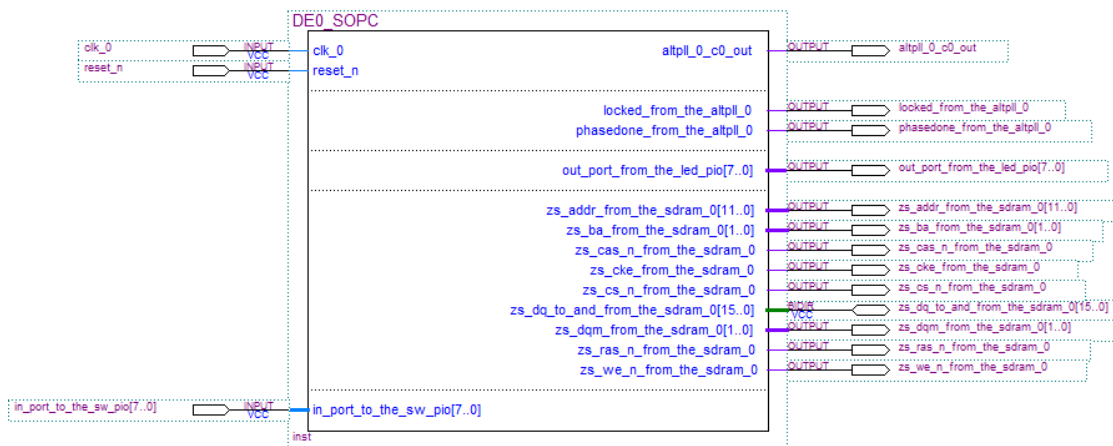 DE0_SOPC
clk_0 INPUT VCC clk_0 altpll_0_c0_out OUTPUT altpll_0_c0_out
reset_n INPUT VCC reset_n
locked_from_the_altpll_0 OUTPUT locked_from_the_altpll_0
phasedone_from_the_altpll_0 OUTPUT phasedone_from_the_altpll_0
out_port_from_the_led_pio[7..0] OUTPUT out_port_from_the_led_pio[7..0]
zs_addr_from_the_sdram_0[11..0] OUTPUT zs_addr_from_the_sdram_0[11..0]
zs_ba_from_the_sdram_0[1..0] OUTPUT zs_ba_from_the_sdram_0[1..0]
zs_cas_n_from_the_sdram_0 OUTPUT zs_cas_n_from_the_sdram_0
zs_cke_from_the_sdram_0 OUTPUT zs_cke_from_the_sdram_0
zs_cs_n_from_the_sdram_0 OUTPUT zs_cs_n_from_the_sdram_0
zs_dq_to_and_from_the_sdram_0[15..0] BIDIR VCC zs_dq_to_and_from_the_sdram_0[15..0]
zs_dqm_from_the_sdram_0[1..0] OUTPUT zs_dqm_from_the_sdram_0[1..0]
zs_ras_n_from_the_sdram_0 OUTPUT zs_ras_n_from_the_sdram_0
zs_we_n_from_the_sdram_0 OUTPUT zs_we_n_from_the_sdram_0
in_port_to_the_sw_pio[7..0] INPUT VCC in_port_to_the_sw_pio[7..0]
inst